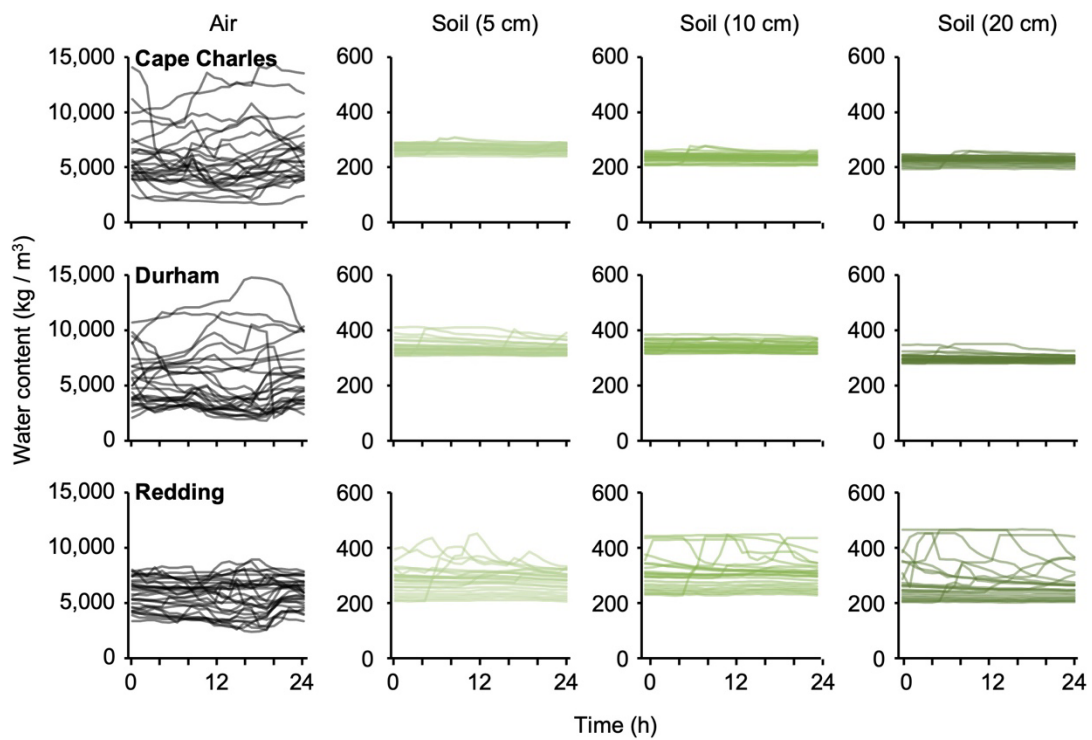 Air Soil (5 cm) Soil (10 cm) Soil (20 cm)
Water content (kg / m³)
Cape Charles
15,000 10,000 5,000 0
600 400 200 0
600 400 200 0
600 400 200 0
Durham
15,000 10,000 5,000 0
600 400 200 0
600 400 200 0
600 400 200 0
Redding
15,000 10,000 5,000 0
600 400 200 0
600 400 200 0
600 400 200 0
0 12 24 0 12 24 0 12 24 0 12 24
Time (h)